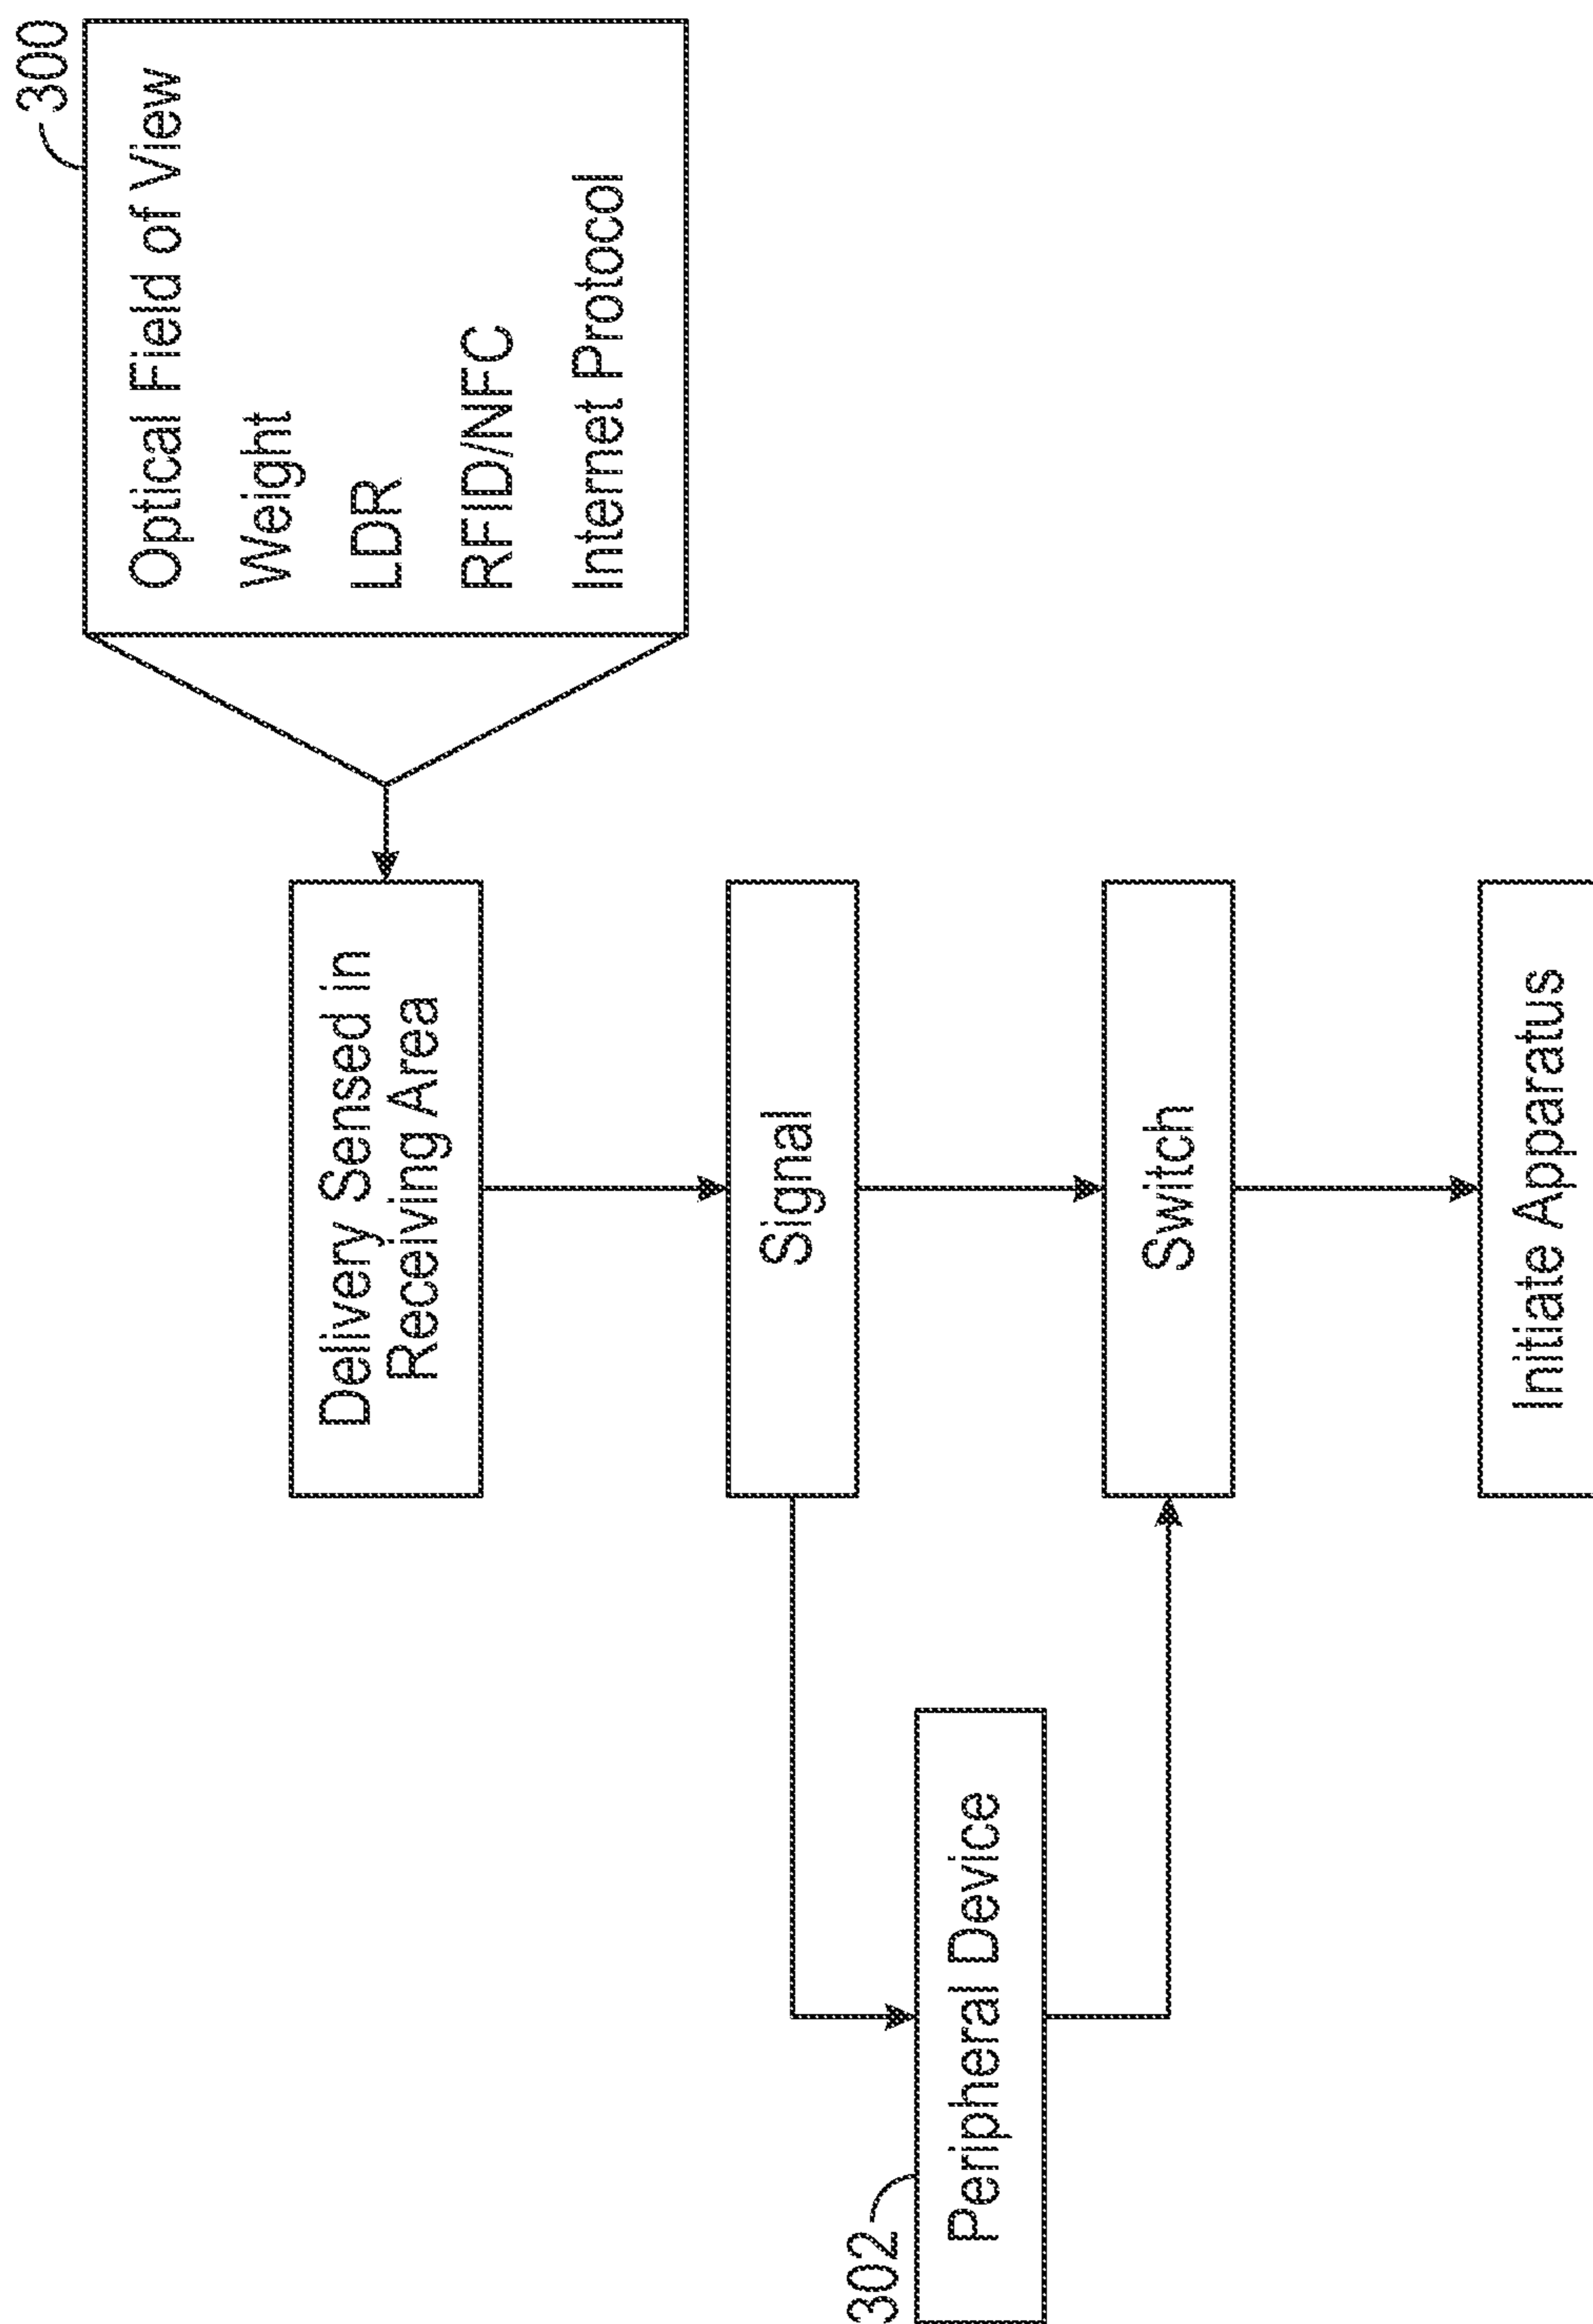 300
Optical Field of View
Weight
LDR
RFID/NFC
Internet Protocol
Delivery Sensed in
Receiving Area
Signal
302
Peripheral Device
Switch
Initiate Apparatus